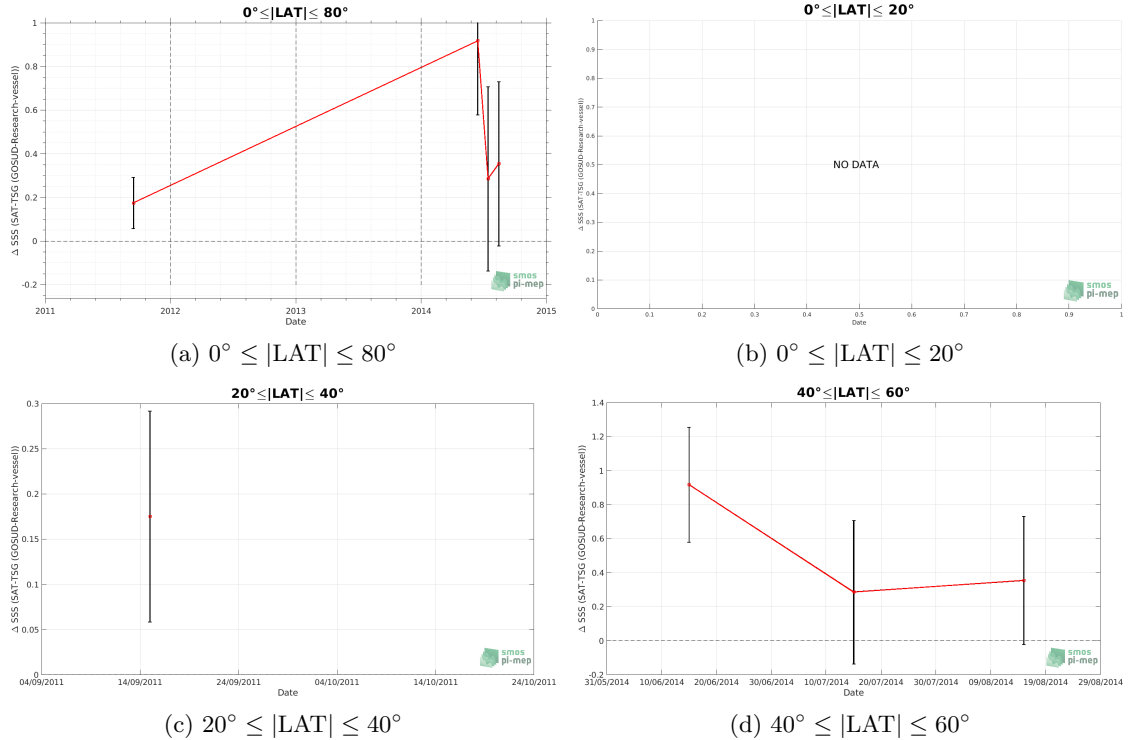 0°≤|LAT|≤ 80°
Δ SSS (SAT-TSG (GOSUD-Research-vessel))
1
0.8
0.6
0.4
0.2
0
-0.2
2011 2012 2013 2014 2015
Date
smos
pi-mep
(a) 0° ≤ |LAT| ≤ 80°
0°≤|LAT|≤ 20°
Δ SSS (SAT-TSG (GOSUD-Research-vessel))
1
0.9
0.8
0.7
0.6
0.5
0.4
0.3
0.2
0.1
0
NO DATA
0 0.1 0.2 0.3 0.4 0.5 0.6 0.7 0.8 0.9 1
Date
smos
pi-mep
(b) 0° ≤ |LAT| ≤ 20°
20°≤|LAT|≤ 40°
Δ SSS (SAT-TSG (GOSUD-Research-vessel))
0.3
0.25
0.2
0.15
0.1
0.05
0
04/09/2011 14/09/2011 24/09/2011 04/10/2011 14/10/2011 24/10/2011
Date
smos
pi-mep
(c) 20° ≤ |LAT| ≤ 40°
40°≤|LAT|≤ 60°
Δ SSS (SAT-TSG (GOSUD-Research-vessel))
1.4
1.2
1
0.8
0.6
0.4
0.2
0
-0.2
31/05/2014 10/06/2014 20/06/2014 30/06/2014 10/07/2014 20/07/2014 30/07/2014 09/08/2014 19/08/2014 29/08/2014
Date
smos
pi-mep
(d) 40° ≤ |LAT| ≤ 60°